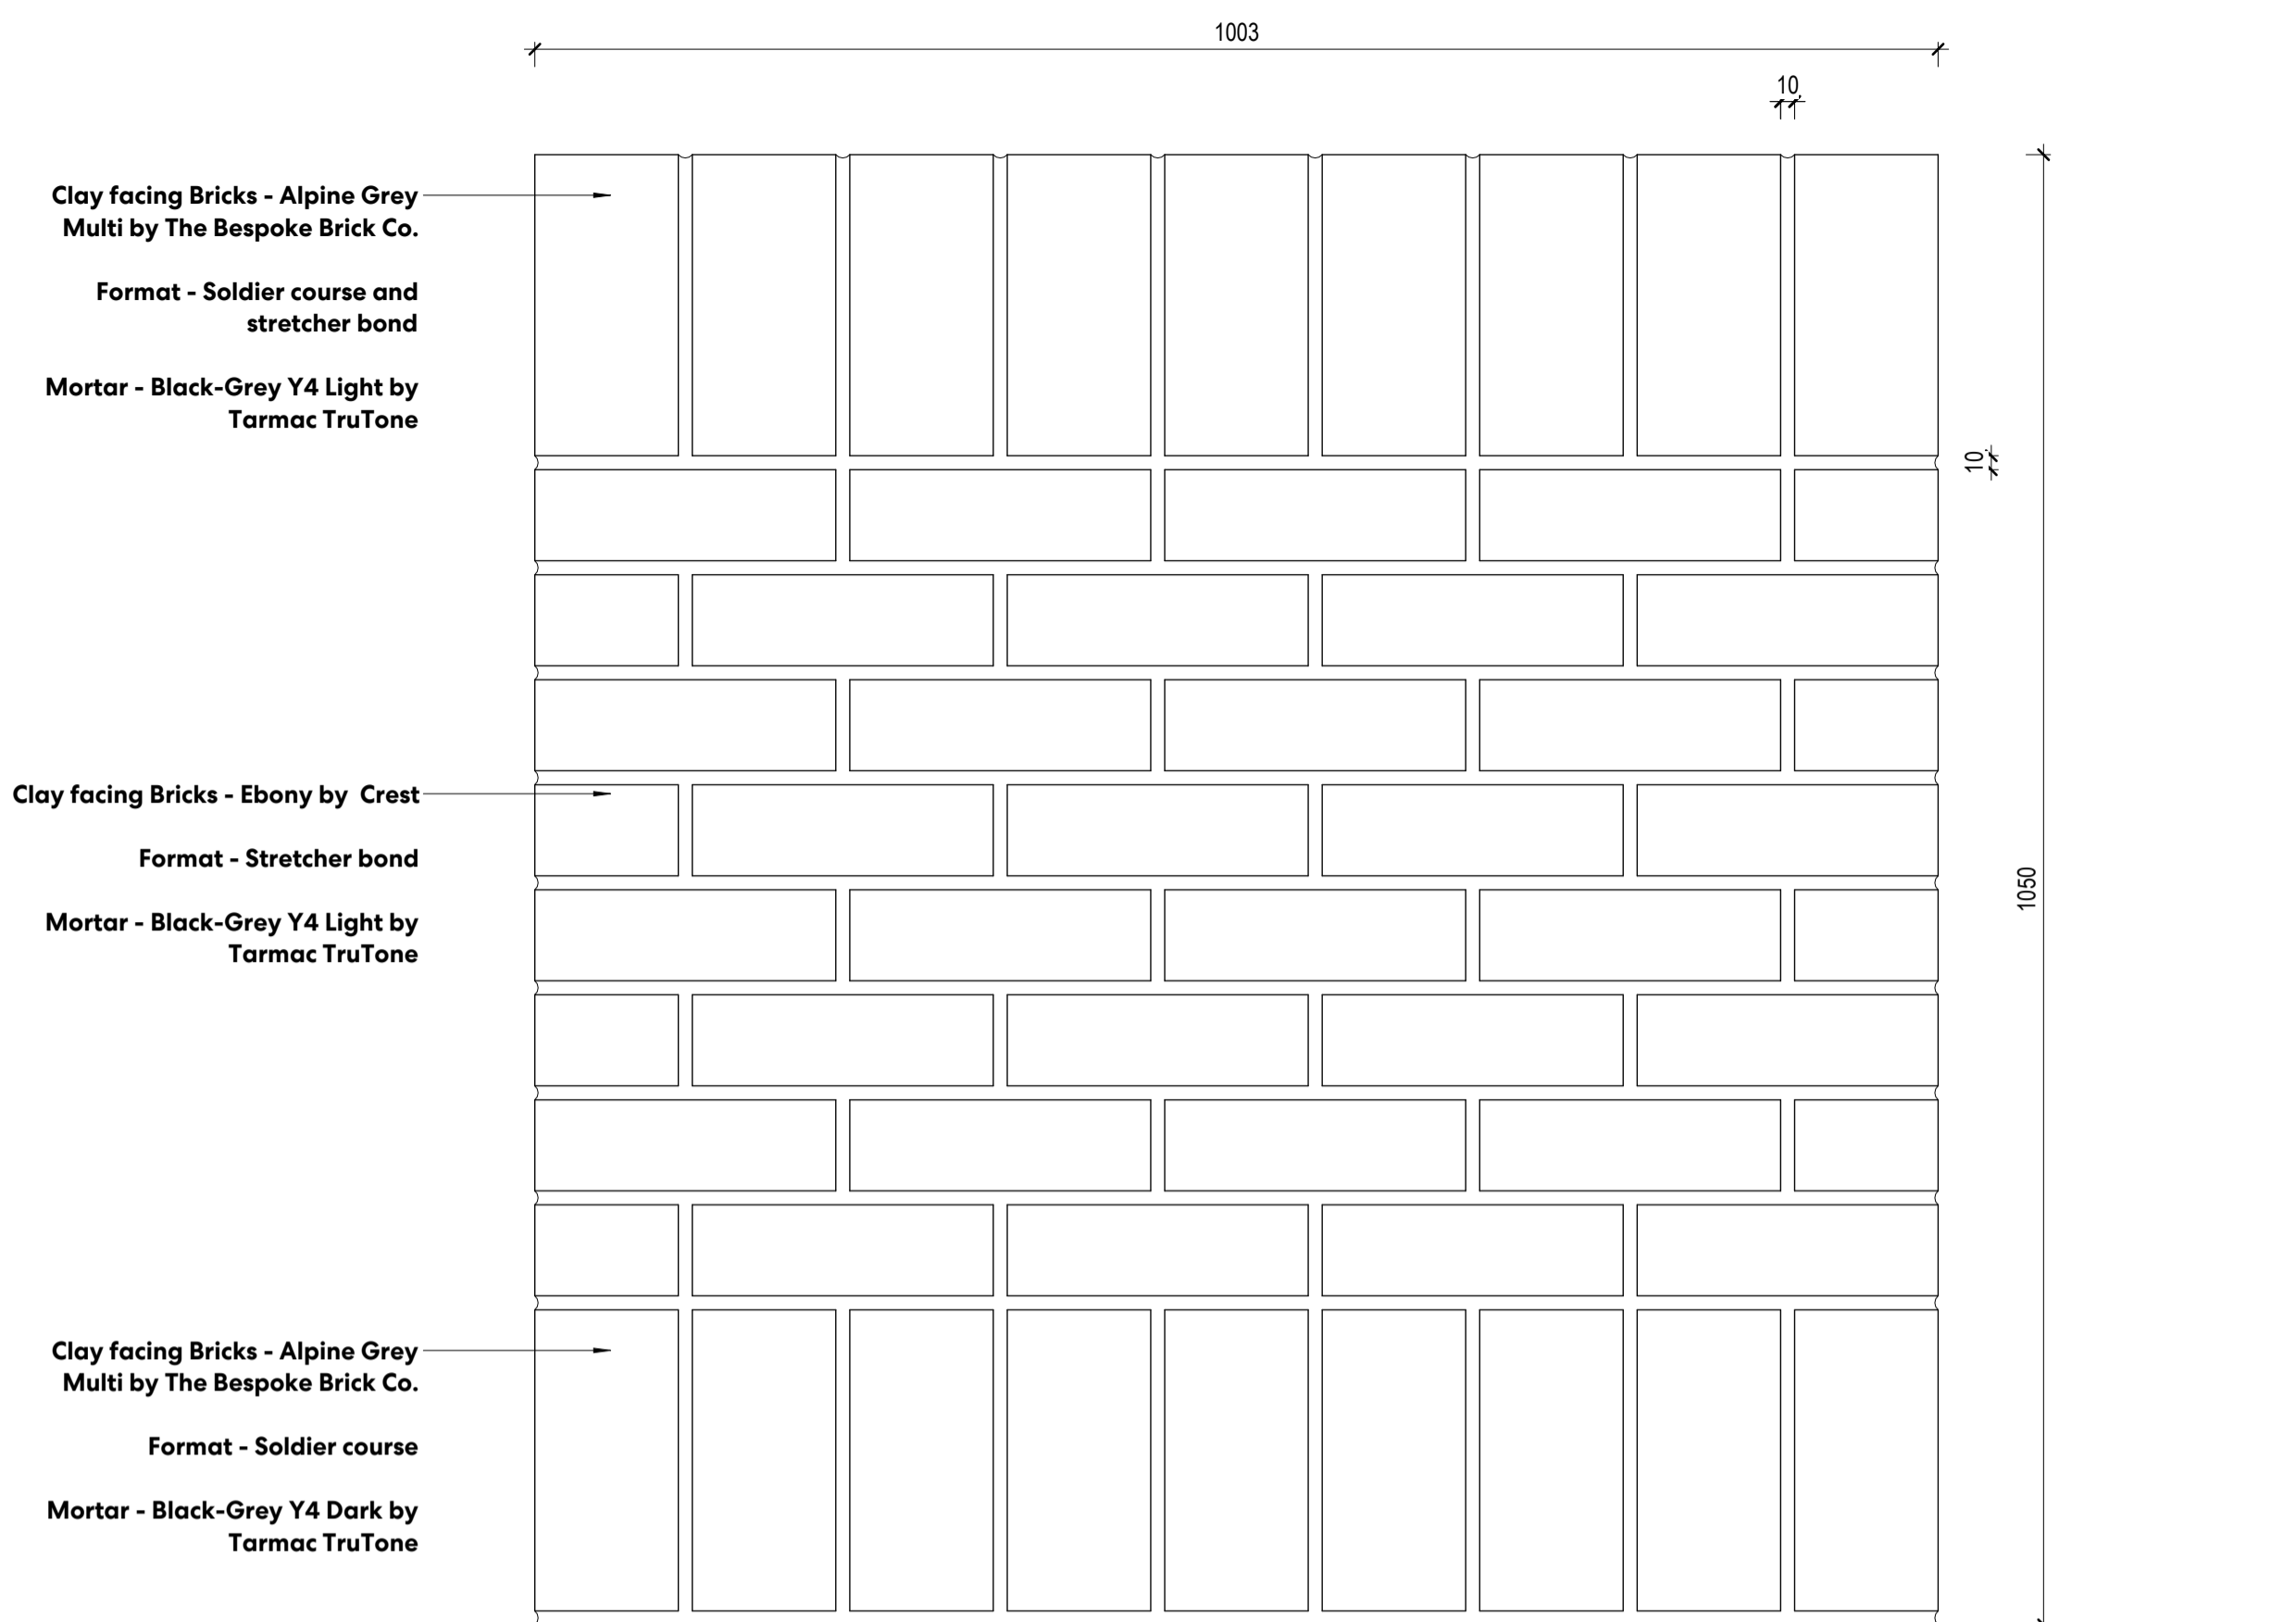 1003
10
Clay facing Bricks - Alpine Grey
Multi by The Bespoke Brick Co.
Format - Soldier course and
stretcher bond
Mortar - Black-Grey Y4 Light by
Tarmac TruTone
10
Clay facing Bricks - Ebony by  Crest
Format - Stretcher bond
1050
Mortar - Black-Grey Y4 Light by
Tarmac TruTone
Clay facing Bricks - Alpine Grey
Multi by The Bespoke Brick Co.
Format - Soldier course
Mortar - Black-Grey Y4 Dark by
Tarmac TruTone